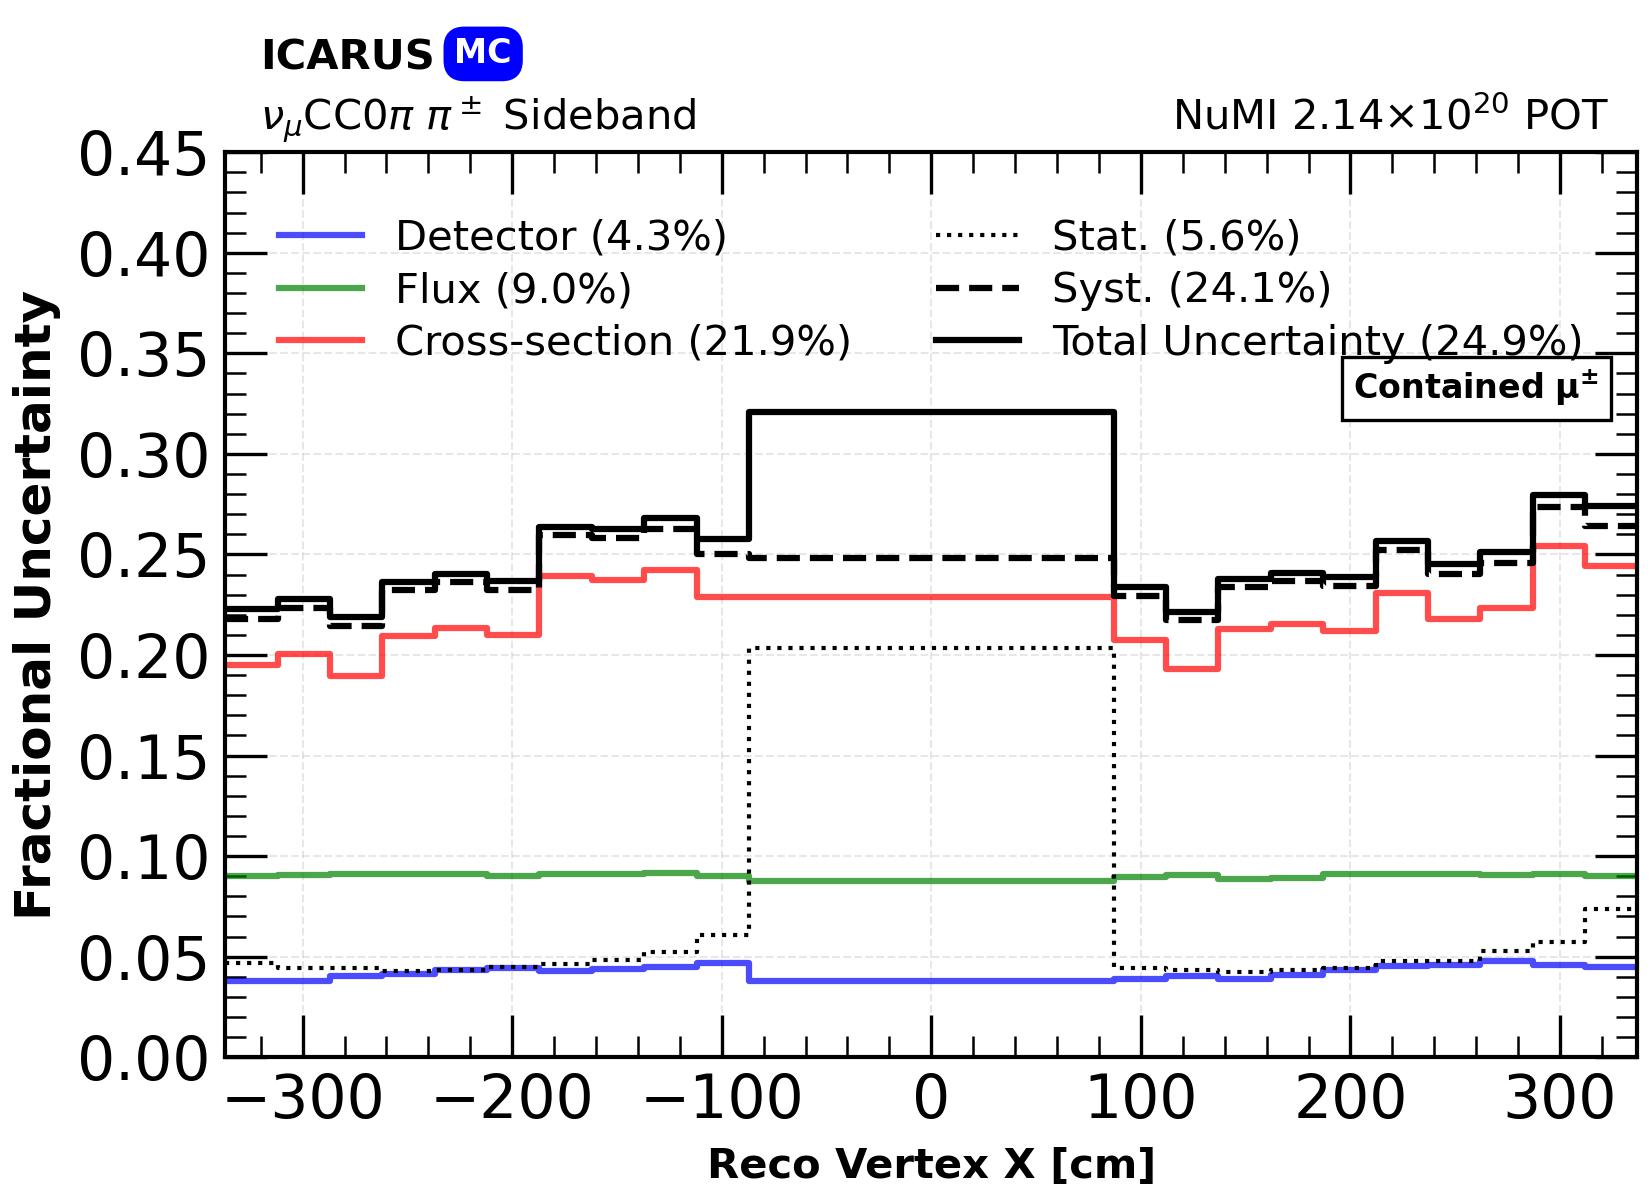 ICARUS MC
νμCC0π π± Sideband NuMI 2.14×10²⁰ POT
0.45
0.40
0.35
0.30
0.25
0.20
0.15
0.10
0.05
0.00
Fractional Uncertainty
Detector (4.3%)
Flux (9.0%)
Cross-section (21.9%)
Stat. (5.6%)
Syst. (24.1%)
Total Uncertainty (24.9%)
Contained μ±
−300 −200 −100 0 100 200 300
Reco Vertex X [cm]